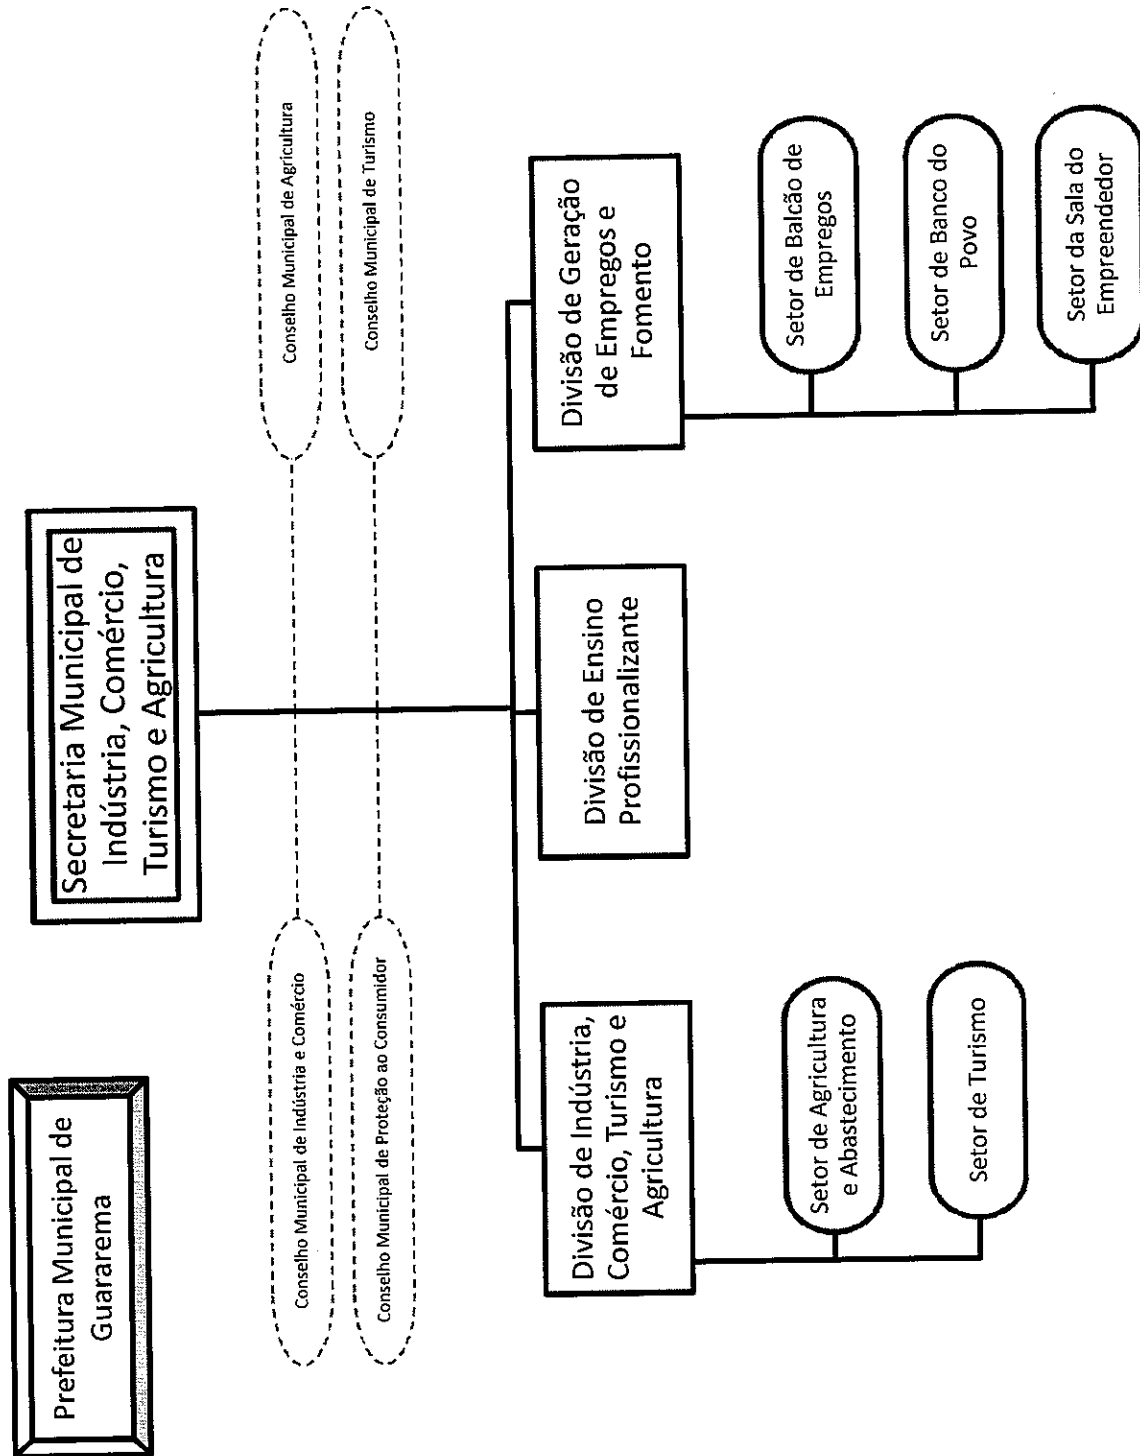 Prefeitura Municipal de
Guararema
Secretaria Municipal de
Indústria, Comércio,
Turismo e Agricultura
Conselho Municipal de Indústria e Comércio
Conselho Municipal de Agricultura
Conselho Municipal de Proteção ao Consumidor
Conselho Municipal de Turismo
Divisão de Indústria,
Comércio, Turismo e
Agricultura
Divisão de Ensino
Profissionalizante
Divisão de Geração
de Empregos e
Fomento
Setor de Agricultura
e Abastecimento
Setor de Turismo
Setor de Balcão de
Empregos
Setor de Banco do
Povo
Setor da Sala do
Empreendedor